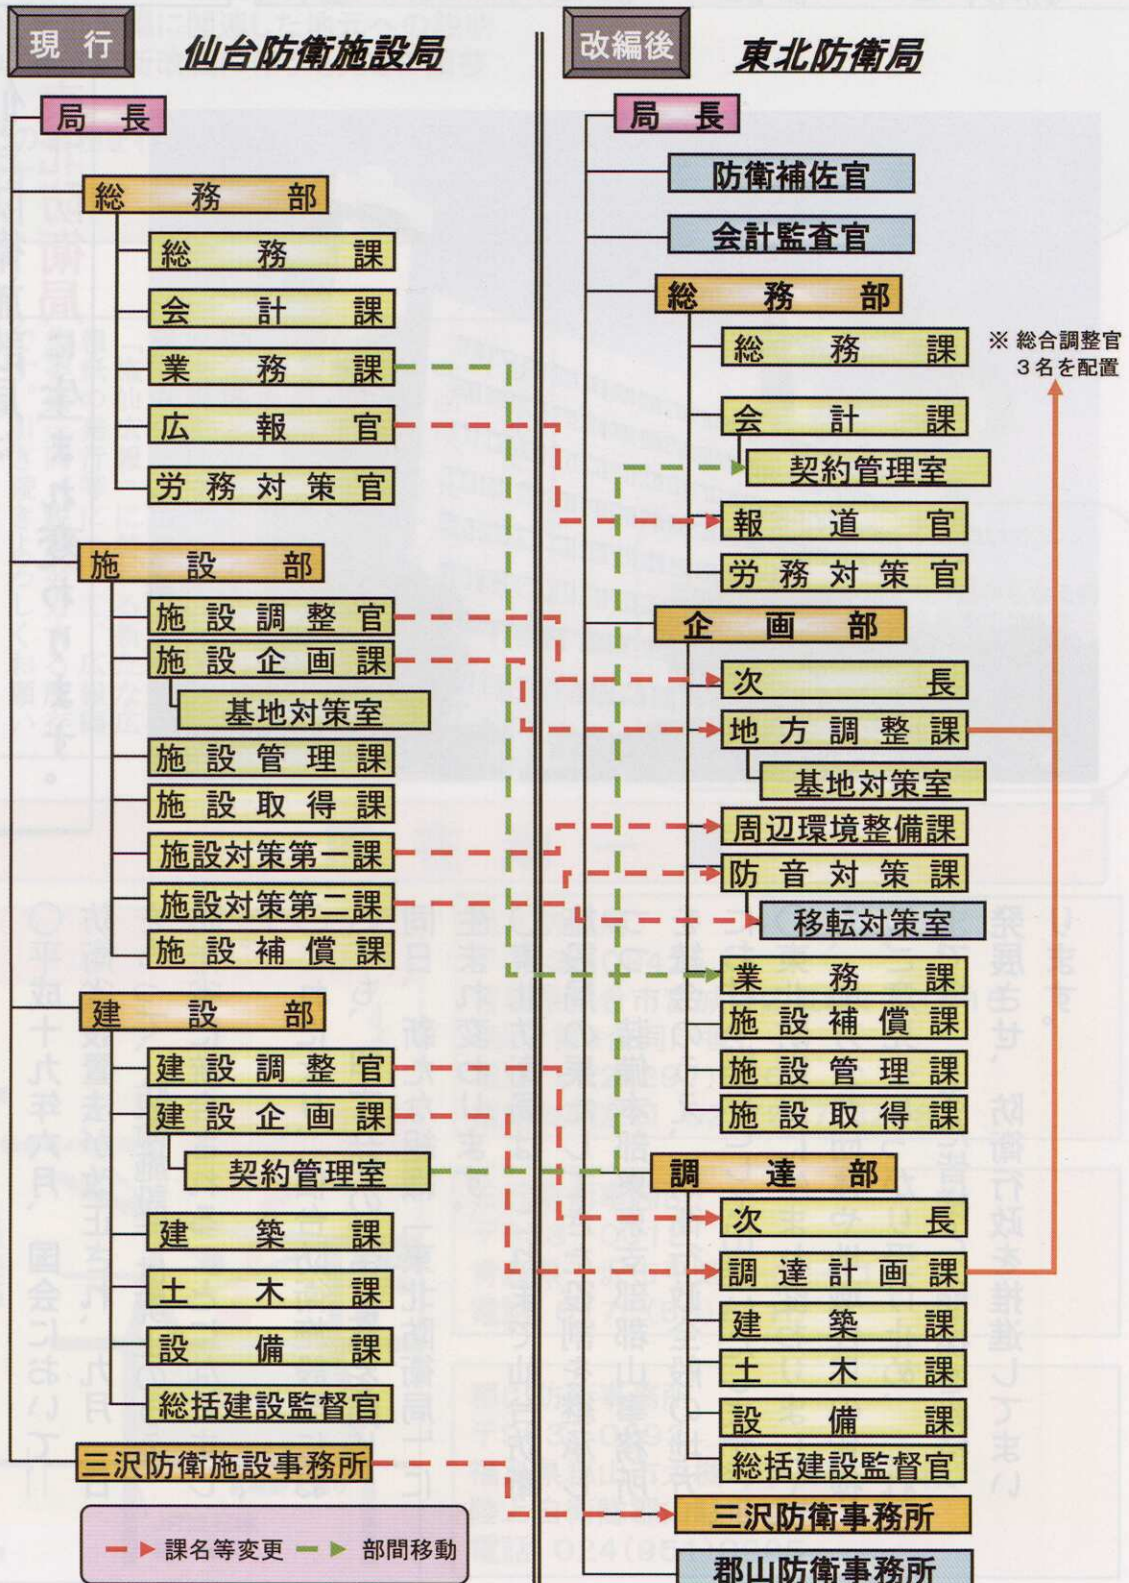 現行
仙台防衛施設局
局長
総務部
総務課
会計課
業務課
広報官
労務対策官
施設部
施設調整官
施設企画課
基地対策室
施設管理課
施設取得課
施設対策第一課
施設対策第二課
施設補償課
建設部
建設調整官
建設企画課
契約管理室
建築課
土木課
設備課
総括建設監督官
三沢防衛施設事務所
課名等変更 部間移動
改編後
東北防衛局
局長
防衛補佐官
会計監査官
総務部
総務課
※ 総合調整官
3名を配置
会計課
契約管理室
報道官
労務対策官
企画部
次長
地方調整課
基地対策室
周辺環境整備課
防音対策課
移転対策室
業務課
施設補償課
施設管理課
施設取得課
調達部
次長
調達計画課
建築課
土木課
設備課
総括建設監督官
三沢防衛事務所
郡山防衛事務所